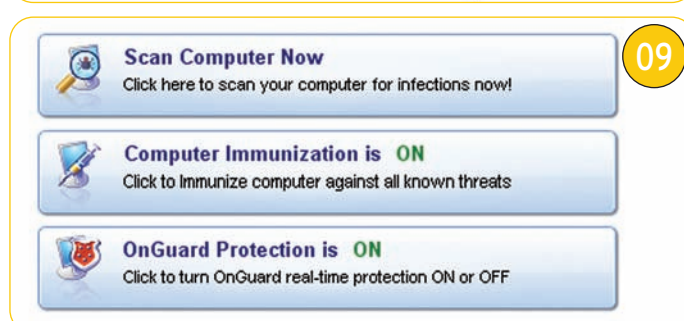 Scan Computer Now
09
Click here to scan your computer for infections now!
Computer Immunization is ON
Click to Immunize computer against all known threats
OnGuard Protection is ON
Click to turn OnGuard real-time protection ON or OFF